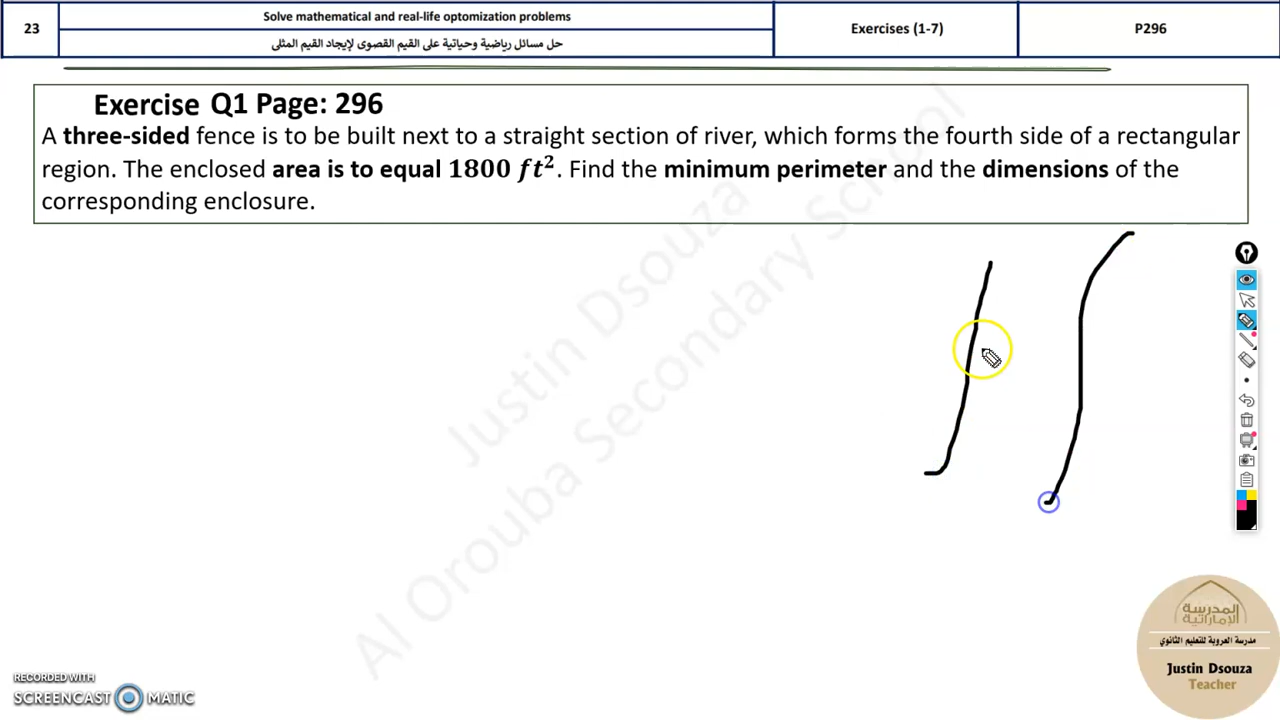 23
Solve mathematical and real-life optomization problems
حل مسائل رياضية وحياتية على القيم القصوى لإيجاد القيم المثلى
Exercises (1-7)
P296
Exercise Q1 Page: 296
A three-sided fence is to be built next to a straight section of river, which forms the fourth side of a rectangular
region. The enclosed area is to equal 1800 ft². Find the minimum perimeter and the dimensions of the
corresponding enclosure.
Justin Dsouza
Al Orouba Secondary School
المدرسة
الإماراتية
مدرسة العروبة للتعليم الثانوي
Justin Dsouza
Teacher
RECORDED WITH
SCREENCAST MATIC